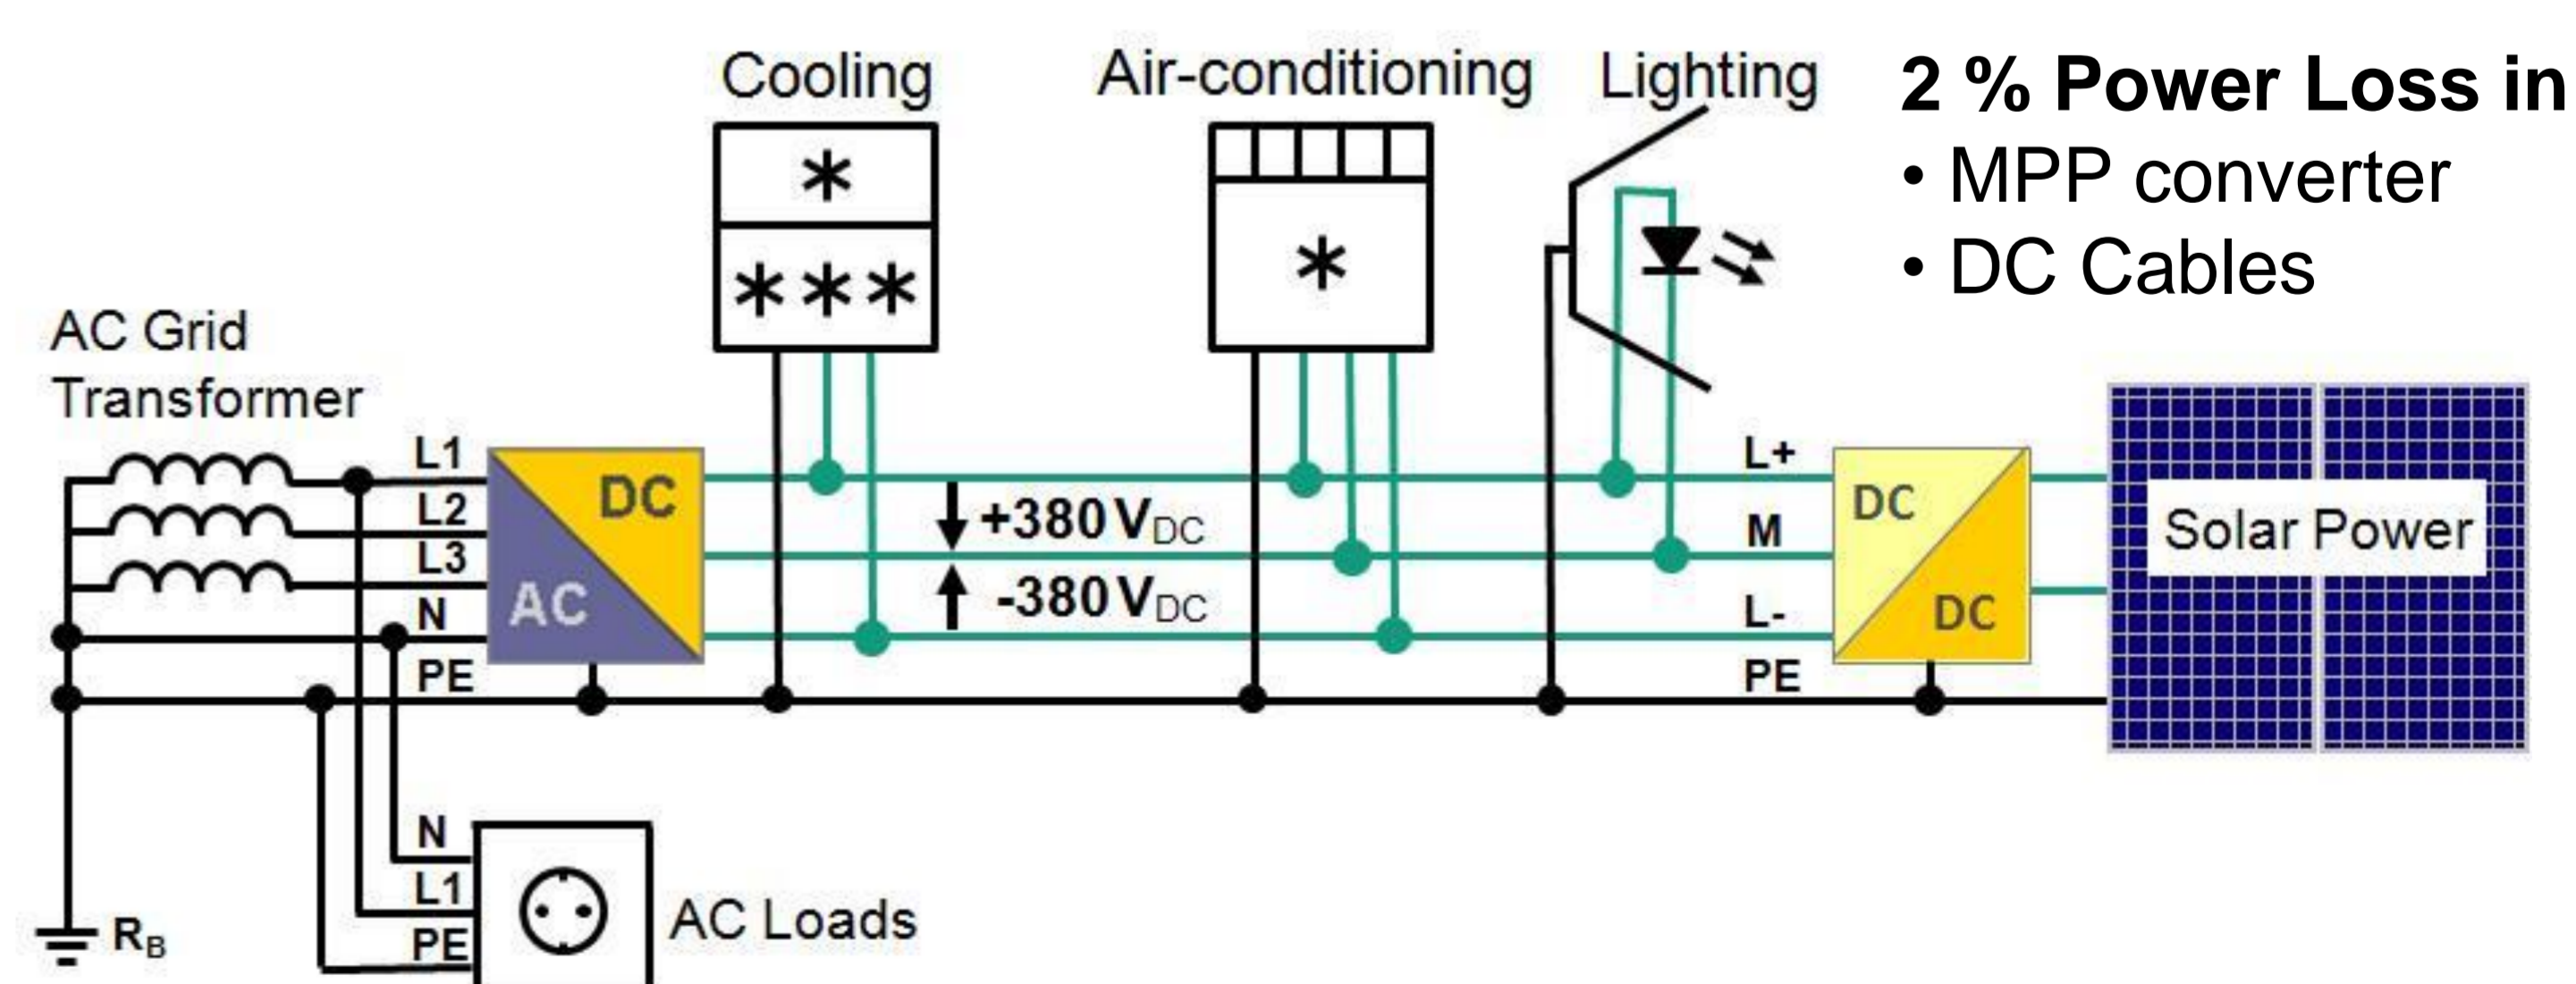 Cooling
Air-conditioning
Lighting
2 % Power Loss in
• MPP converter
• DC Cables
AC Grid
Transformer
L1
L2
L3
N
PE
DC
AC
+380 VDC
-380 VDC
L+
M
L-
PE
DC
DC
Solar Power
N
L1
PE
AC Loads
RB